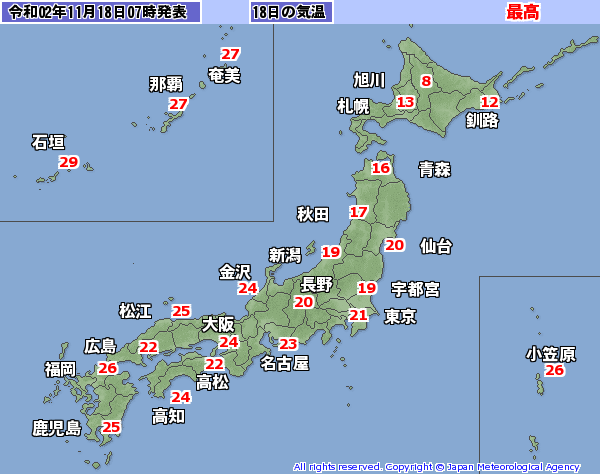 令和02年11月18日07時発表
18日の気温
最高
27
奄美
那覇
27
石垣
29
旭川
8
札幌
13
12
釧路
16
青森
秋田
17
20
仙台
新潟
19
金沢
24
長野
20
19
宇都宮
21
東京
松江
25
大阪
24
広島
22
23
名古屋
福岡
26
22
高松
24
高知
鹿児島
25
小笠原
26
All rights reserved. Copyright © Japan Meteorological Agency